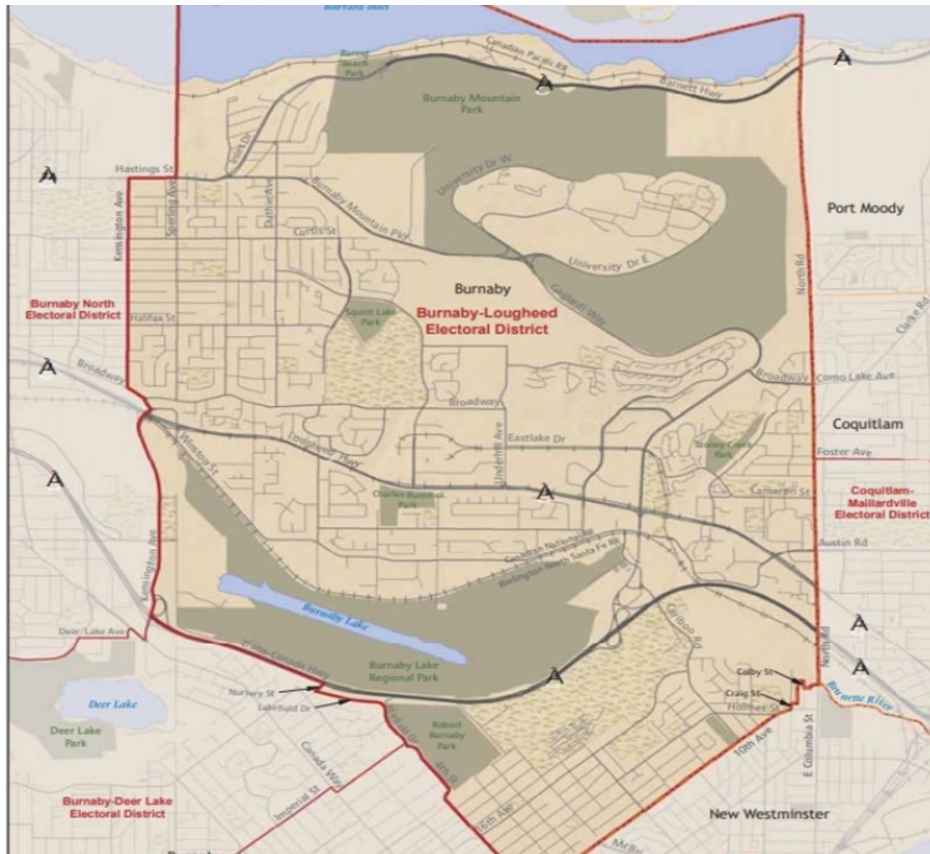 Burrard Inlet
Canadian Pacific RR
Barnet
Beach
Park
Barnett Hwy
Burnaby Mountain
Park
Inlet Dr
Hastings St
University Dr W
Kensington Ave
Sperling Ave
Duthie Ave
Burnaby Mountain Pky
Port Moody
Curtis St
University Dr E
North Rd
Burnaby
Gaglardi Way
Burnaby North
Electoral District
Burnaby-Lougheed
Electoral District
Squint Lake
Park
Halifax St
Clarke Rd
Broadway
Broadway
Como Lake Ave
Broadway
Underhill Ave
Eastlake Dr
Coquitlam
Winston St
Lougheed Hwy
Stoney Creek
Park
Foster Ave
Charles Rummel
Park
Cameron St
Coquitlam-
Maillardville
Electoral District
Canadian National RR
Burlington North Santa Fe RR
Austin Rd
Kensington Ave
Burnaby Lake
Cariboo Rd
Deer Lake Ave
Trans-Canada Hwy
North Rd
Burnaby Lake
Regional Park
Colby St
Nursery St
Craig St
Brunette River
Lakefield Dr
Holmes St
Deer Lake
Robert
Burnaby
Park
10th Ave
E Columbia St
Deer Lake
Park
Canada Way
4th St
Burnaby-Deer Lake
Electoral District
Imperial St
16th Ave
New Westminster